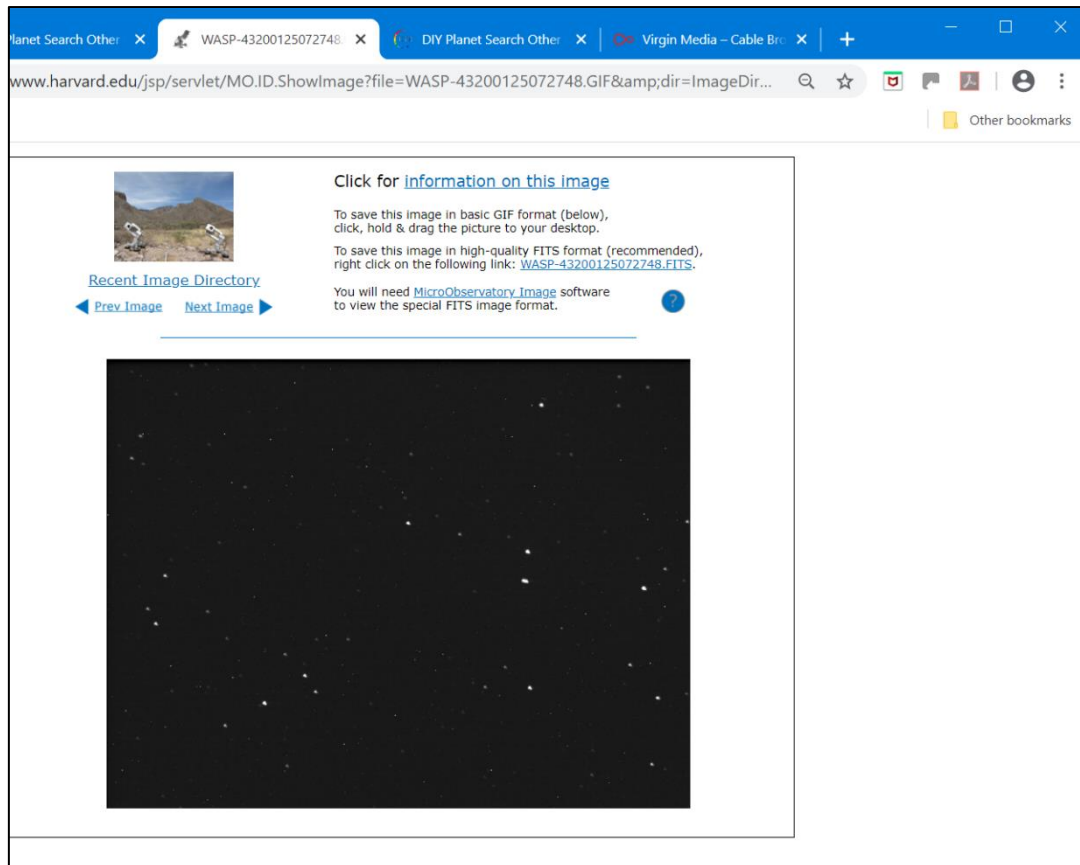 lanet Search Other
WASP-43200125072748.
DIY Planet Search Other
Virgin Media – Cable Bro
www.harvard.edu/jsp/servlet/MO.ID.ShowImage?file=WASP-43200125072748.GIF&amp;dir=ImageDir...
Other bookmarks
Click for information on this image
To save this image in basic GIF format (below),
click, hold & drag the picture to your desktop.
To save this image in high-quality FITS format (recommended),
right click on the following link: WASP-43200125072748.FITS.
Recent Image Directory
Prev Image Next Image
You will need MicroObservatory Image software
to view the special FITS image format.
?